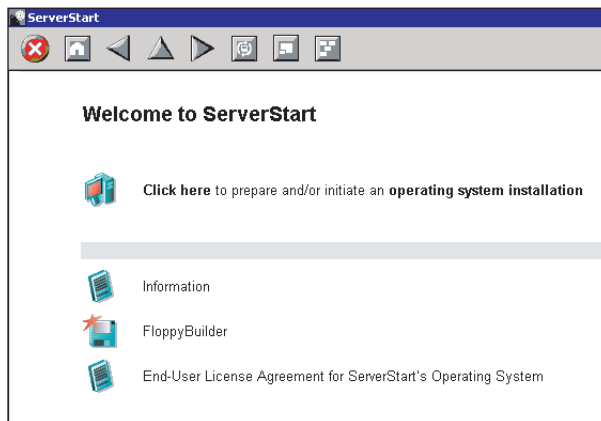 ServerStart
Welcome to ServerStart
Click here to prepare and/or initiate an operating system installation
Information
FloppyBuilder
End-User License Agreement for ServerStart's Operating System